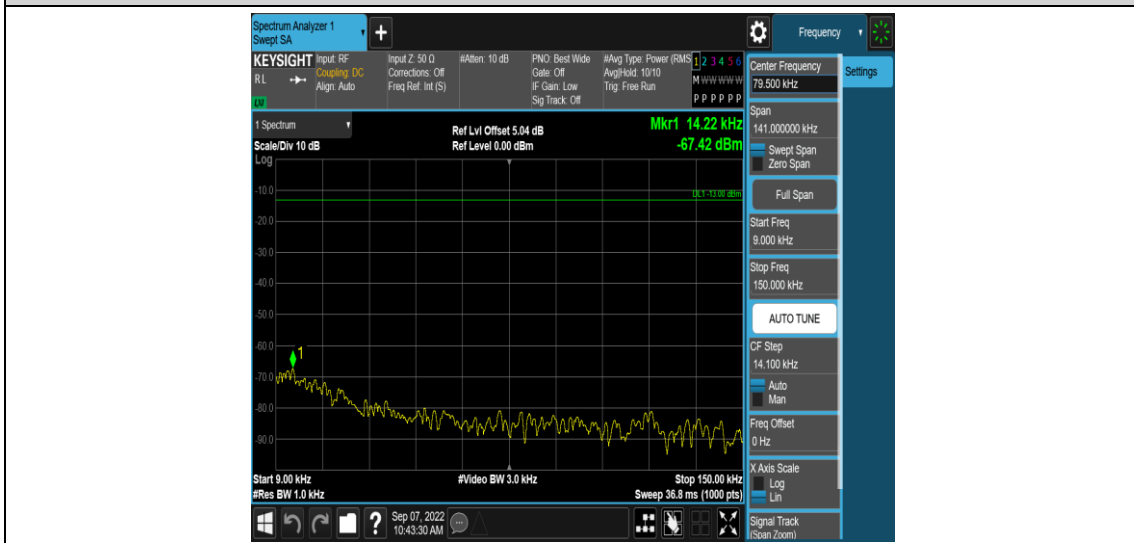 Spectrum Analyzer 1
Swept SA
+
Frequency
KEYSIGHT
RL
LXI
Input: RF
Coupling: DC
Align: Auto
Input Z: 50 Ω
Corrections: Off
Freq Ref: Int (S)
#Atten: 10 dB
PNO: Best Wide
Gate: Off
IF Gain: Low
Sig Track: Off
#Avg Type: Power (RMS
Avg|Hold: 10/10
Trig: Free Run
1 2 3 4 5 6
M W W W W W
P P P P P P
1 Spectrum
Scale/Div 10 dB
Ref Lvl Offset 5.04 dB
Ref Level 0.00 dBm
Mkr1 14.22 kHz
-67.42 dBm
Log
DL1 -13.00 dBm
-10.0
-20.0
-30.0
-40.0
-50.0
-60.0
-70.0
-80.0
-90.0
1
Start 9.00 kHz
#Res BW 1.0 kHz
#Video BW 3.0 kHz
Stop 150.00 kHz
Sweep 36.8 ms (1000 pts)
?
Sep 07, 2022
10:43:30 AM
Center Frequency
79.500 kHz
Settings
Span
141.000000 kHz
Swept Span
Zero Span
Full Span
Start Freq
9.000 kHz
Stop Freq
150.000 kHz
AUTO TUNE
CF Step
14.100 kHz
Auto
Man
Freq Offset
0 Hz
X Axis Scale
Log
Lin
Signal Track
(Span Zoom)